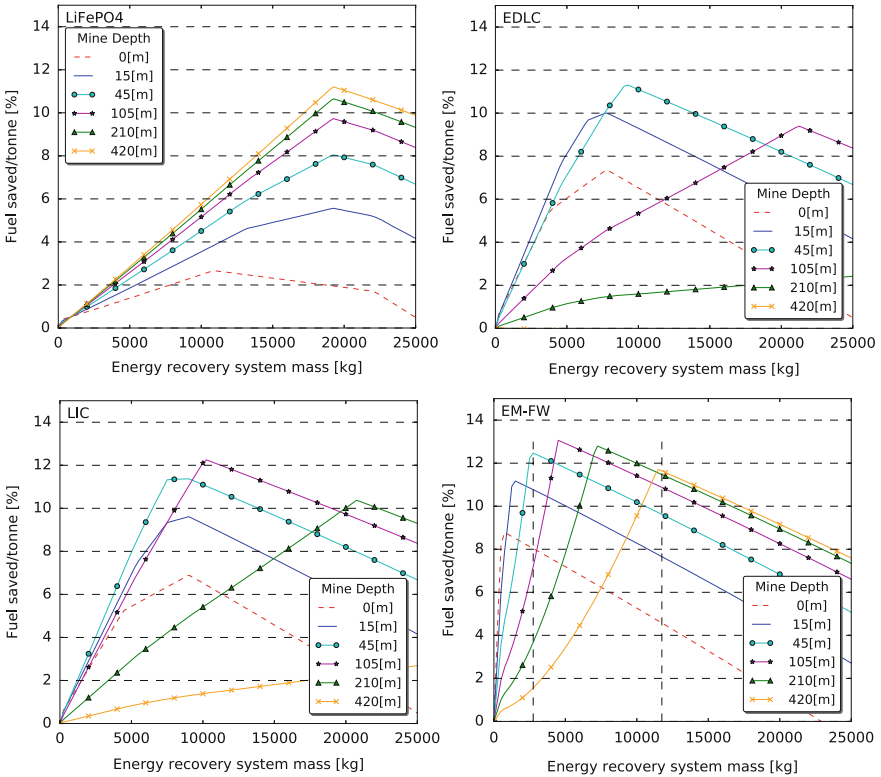 LiFePO4
Fuel saved/tonne [%]
14
12
10
8
6
4
2
0
Mine Depth
0[m]
15[m]
45[m]
105[m]
210[m]
420[m]
0 5000 10000 15000 20000 25000
Energy recovery system mass [kg]
EDLC
Fuel saved/tonne [%]
14
12
10
8
6
4
2
0
Mine Depth
0[m]
15[m]
45[m]
105[m]
210[m]
420[m]
0 5000 10000 15000 20000 25000
Energy recovery system mass [kg]
LIC
Fuel saved/tonne [%]
14
12
10
8
6
4
2
0
Mine Depth
0[m]
15[m]
45[m]
105[m]
210[m]
420[m]
0 5000 10000 15000 20000 25000
Energy recovery system mass [kg]
EM-FW
Fuel saved/tonne [%]
14
12
10
8
6
4
2
0
Mine Depth
0[m]
15[m]
45[m]
105[m]
210[m]
420[m]
0 5000 10000 15000 20000 25000
Energy recovery system mass [kg]